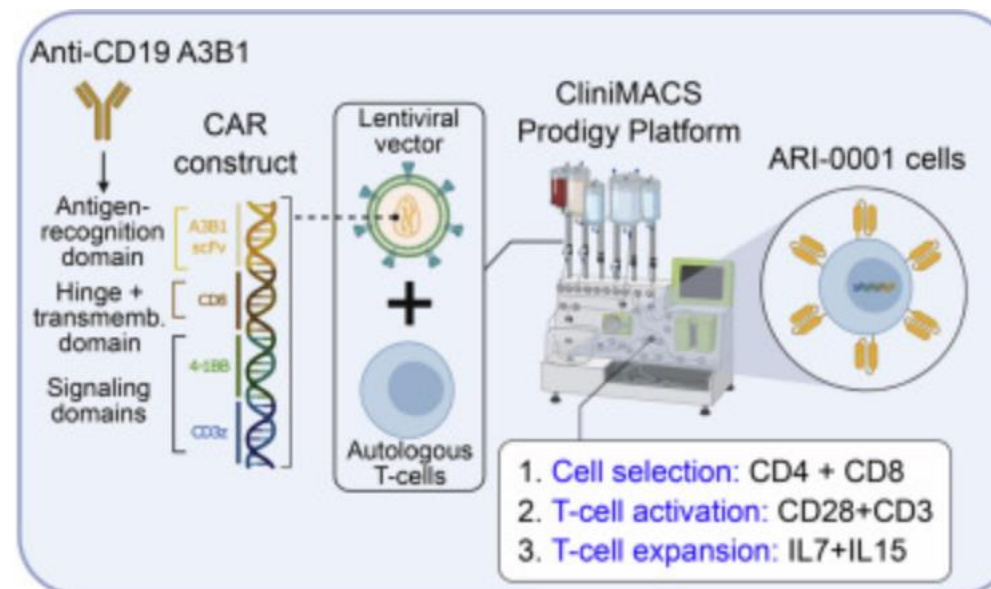 Anti-CD19 A3B1
CAR
construct
Antigen-
recognition
domain
Hinge +
transmemb.
domain
Signaling
domains
A3B1
scFv
CD8
4-1BB
CD3z
Lentiviral
vector
Autologous
T-cells
CliniMACS
Prodigy Platform
ARI-0001 cells
1. Cell selection: CD4 + CD8
2. T-cell activation: CD28+CD3
3. T-cell expansion: IL7+IL15